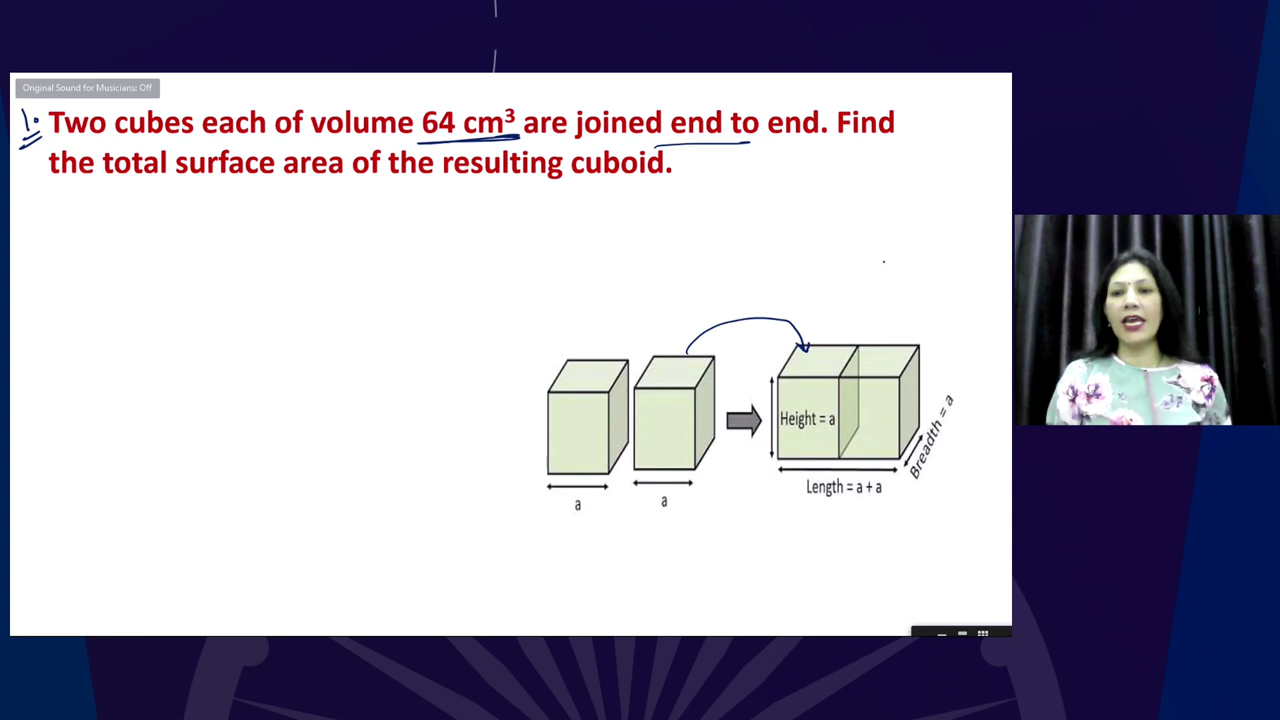 Original Sound for Musicians: Off
1. Two cubes each of volume 64 cm³ are joined end to end. Find
the total surface area of the resulting cuboid.
Height = a
Breadth = a
Length = a + a
a
a